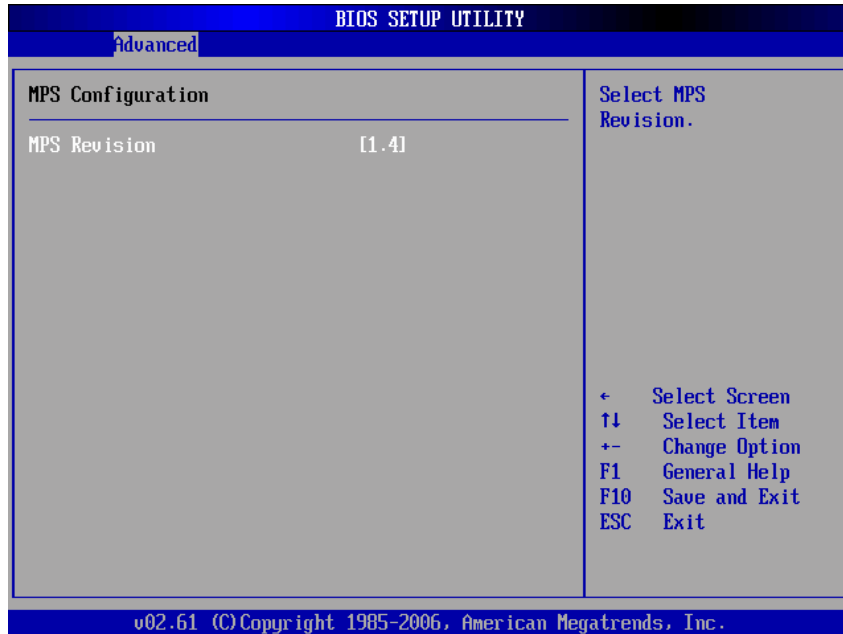 BIOS SETUP UTILITY
Advanced
MPS Configuration
MPS Revision [1.4]
Select MPS
Revision.
← Select Screen
↑↓ Select Item
+- Change Option
F1 General Help
F10 Save and Exit
ESC Exit
v02.61 (C)Copyright 1985-2006, American Megatrends, Inc.